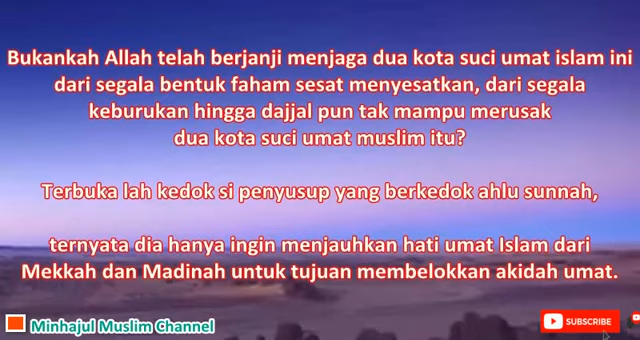 Bukankah Allah telah berjanji menjaga dua kota suci umat islam ini
dari segala bentuk faham sesat menyesatkan, dari segala
keburukan hingga dajjal pun tak mampu merusak
dua kota suci umat muslim itu?
Terbuka lah kedok si penyusup yang berkedok ahlu sunnah,
ternyata dia hanya ingin menjauhkan hati umat Islam dari
Mekkah dan Madinah untuk tujuan membelokkan akidah umat.
Minhajul Muslim Channel
SUBSCRIBE